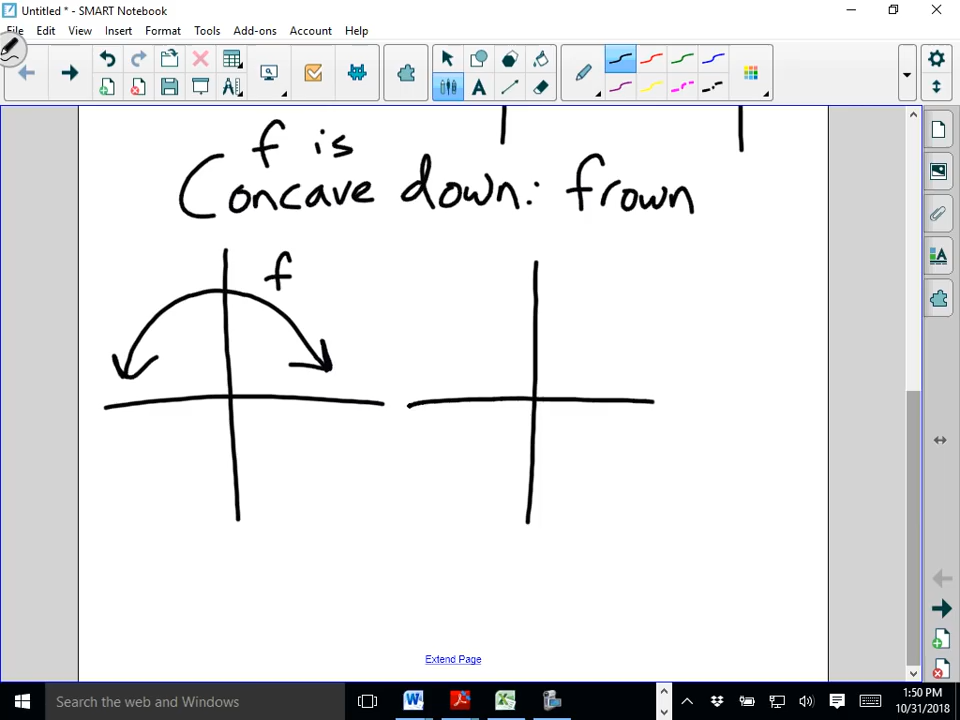 Untitled * - SMART Notebook
File Edit View Insert Format Tools Add-ons Account Help
f is
Concave down: frown
f
Extend Page
Search the web and Windows
1:50 PM
10/31/2018